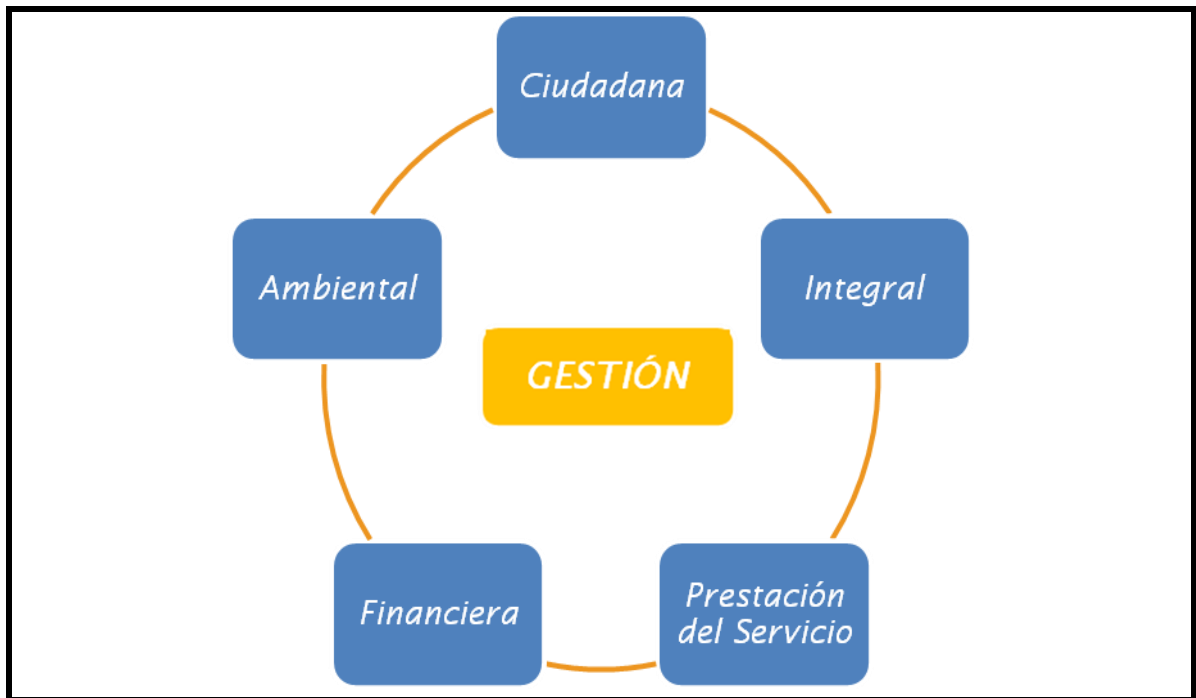 Ciudadana
Ambiental
Integral
GESTIÓN
Financiera
Prestación
del Servicio